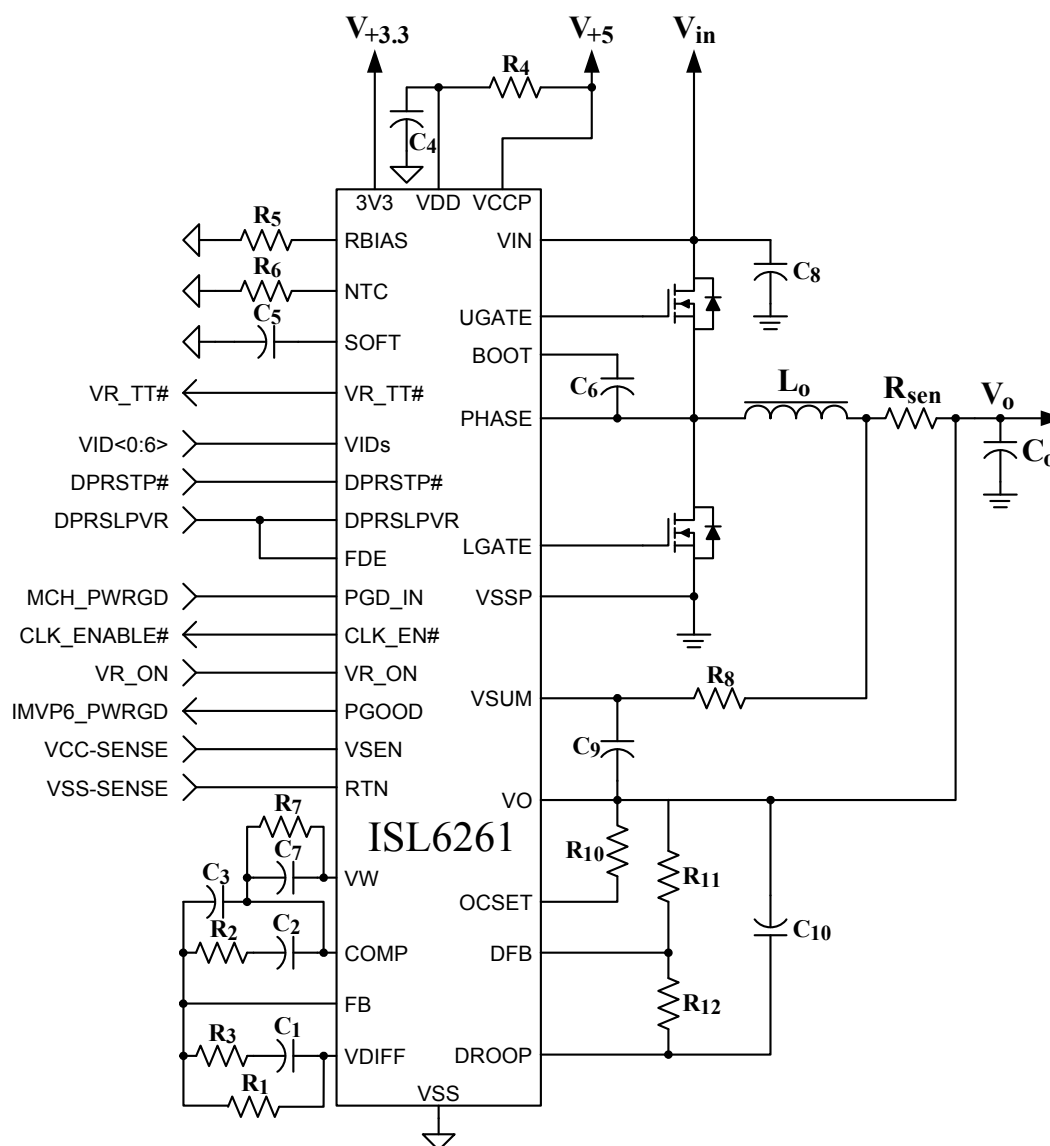 V+3.3
V+5
Vin
R4
C4
3V3
VDD
VCCP
R5
RBIAS
VIN
R6
NTC
C8
C5
UGATE
SOFT
BOOT
VR_TT#
VR_TT#
C6
Lo
Rsen
Vo
PHASE
VID<0:6>
VIDs
Co
DPRSTP#
DPRSTP#
DPRSLPVR
DPRSLPVR
LGATE
FDE
MCH_PWRGD
PGD_IN
VSSP
CLK_ENABLE#
CLK_EN#
VR_ON
VR_ON
R8
VSUM
IMVP6_PWRGD
PGOOD
C9
VCC-SENSE
VSEN
VSS-SENSE
RTN
VO
R7
ISL6261
R10
C7
VW
R11
C3
OCSET
C10
R2
C2
COMP
DFB
FB
R12
R3
C1
VDIFF
DROOP
R1
VSS